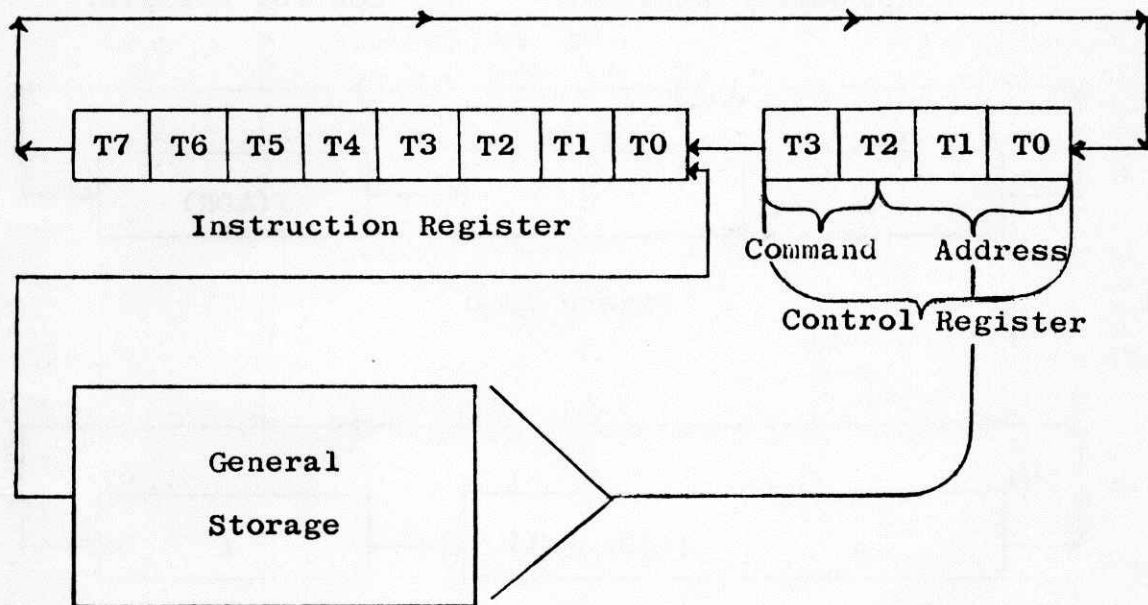 T7 T6 T5 T4 T3 T2 T1 T0
T3 T2 T1 T0
Instruction Register
Command Address
Control Register
General
Storage